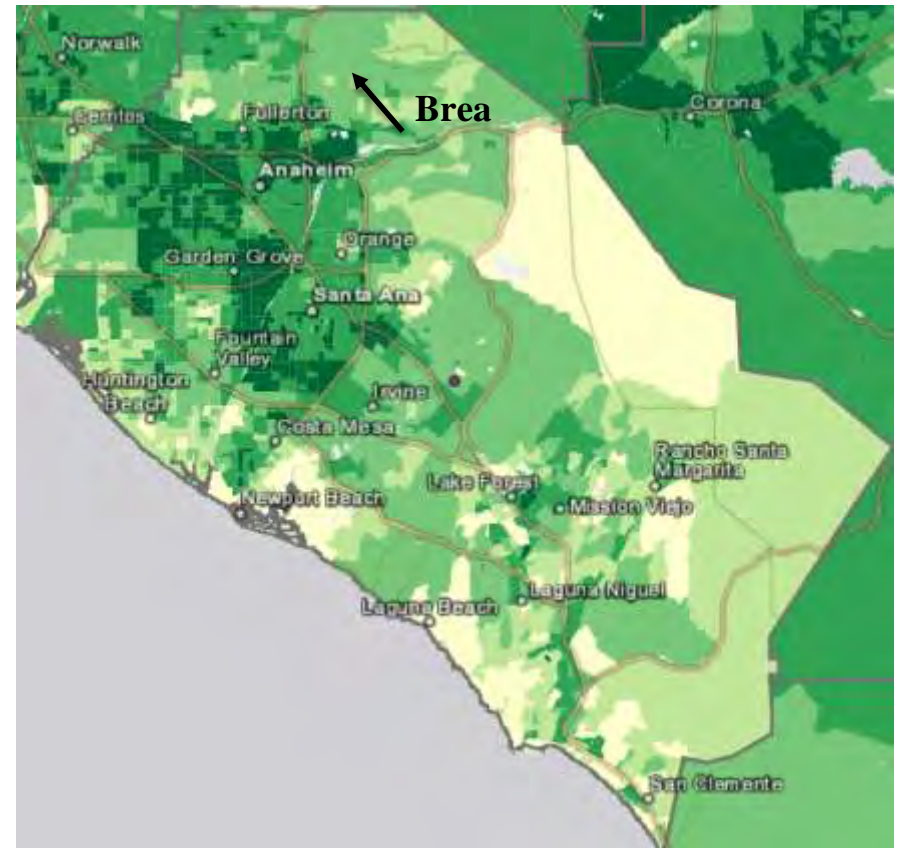 Norwalk
Brea
Corona
Cerritos
Fullerton
Anaheim
Orange
Garden Grove
Santa Ana
Fountain
Valley
Huntington
Beach
Irvine
Costa Mesa
Rancho Santa
Margarita
Lake Forest
Newport Beach
Mission Viejo
Laguna Niguel
Laguna Beach
San Clemente